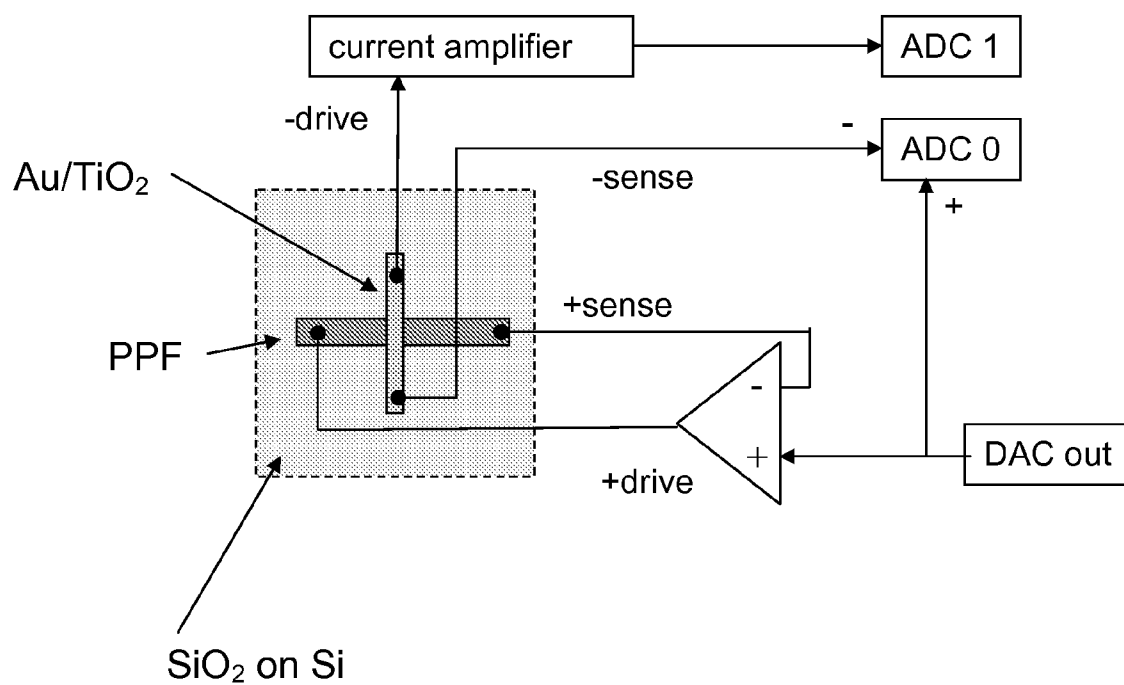 current amplifier
ADC 1
-drive
-
ADC 0
Au/TiO₂
-sense
+
+sense
PPF
-
+
DAC out
+drive
SiO₂ on Si